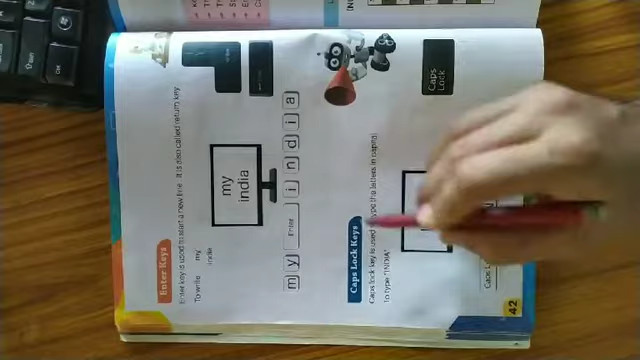 Enter Keys
Enter key is used to start a new line. It is also called return key
To write my
india
my
india
m y Enter i n d i a
Caps Lock Keys
Caps lock key is used type the letters in capital
To type "INDIA"
Caps
Lock
Caps
42